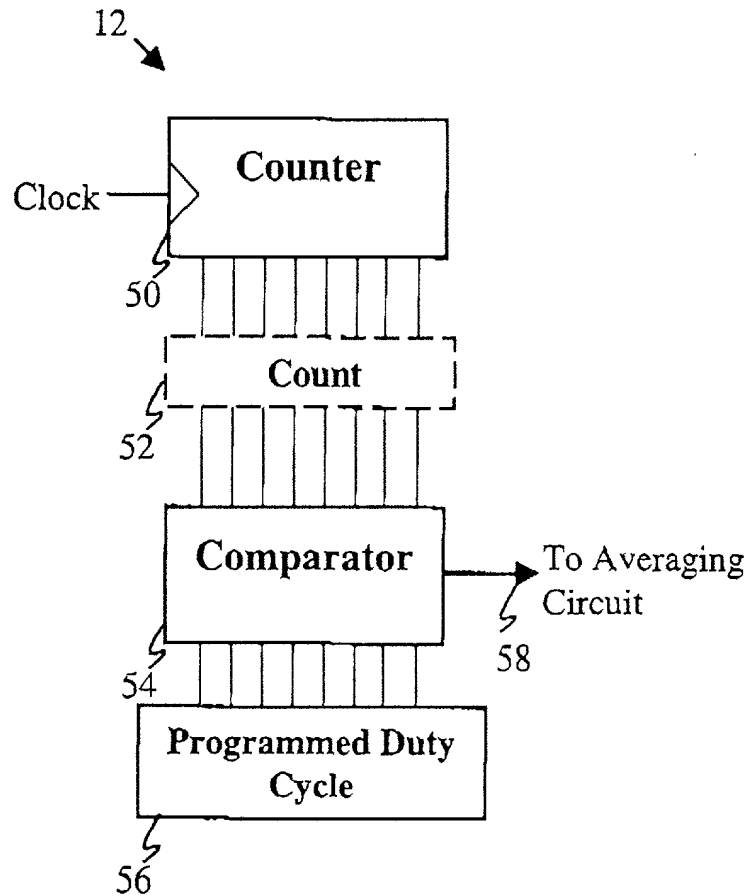 12
Counter
Clock
50
Count
52
Comparator
To Averaging
Circuit
54
58
Programmed Duty
Cycle
56